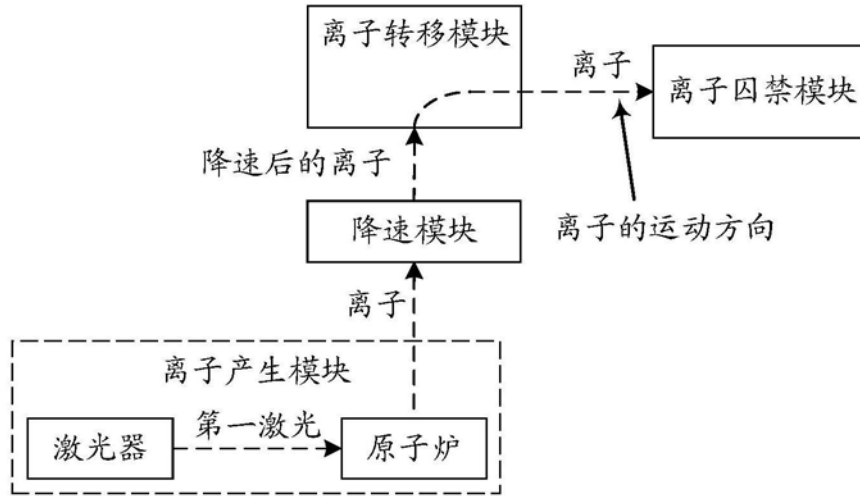 离子转移模块
离子
离子囚禁模块
降速后的离子
离子的运动方向
降速模块
离子
离子产生模块
激光器
第一激光
原子炉